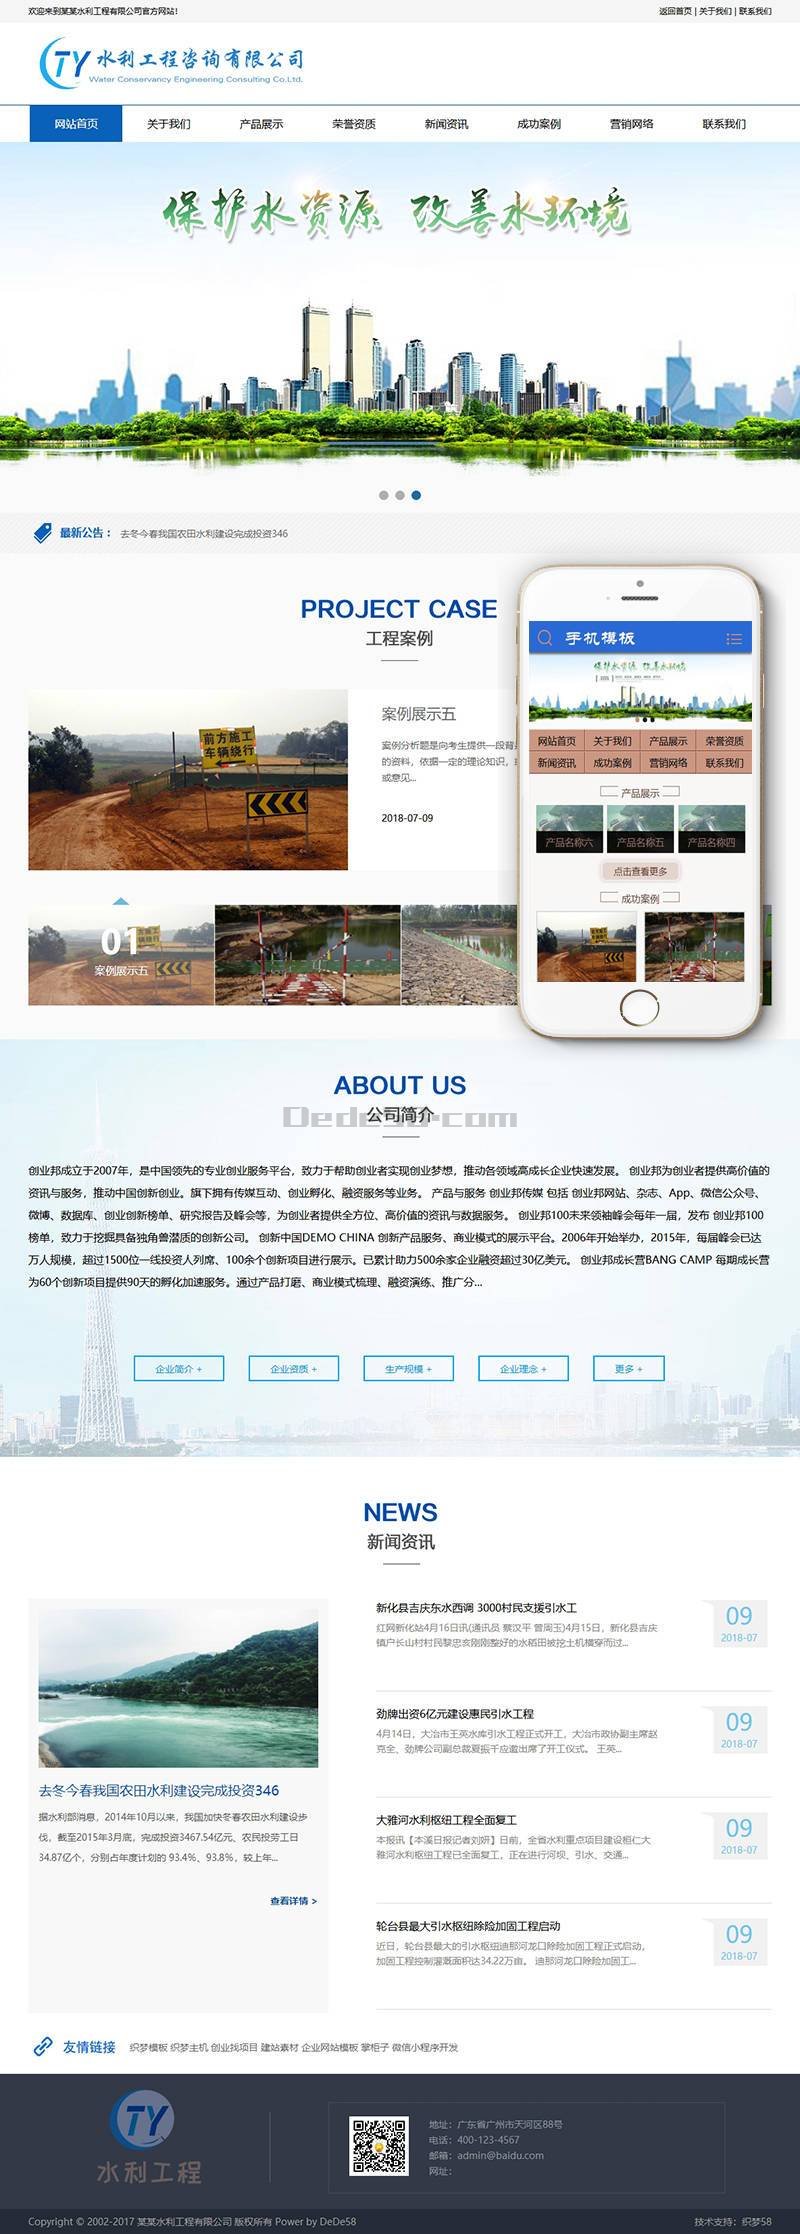 欢迎来到某某水利工程有限公司官方网站!
返回首页 | 关于我们 | 联系我们
TY 水利工程咨询有限公司
Water Conservancy Engineering Consulting Co.Ltd.
网站首页 关于我们 产品展示 荣誉资质 新闻资讯 成功案例 营销网络 联系我们
保护水资源 改善水环境
最新公告： 去冬今春我国农田水利建设完成投资346
PROJECT CASE
工程案例
前方施工
车辆绕行
案例展示五
案例分析题是向考生提供一段背
的资料，依据一定的理论知识，
或意见...
2018-07-09
01
案例展示五
手机模板
保护水资源 改善水环境
网站首页 关于我们 产品展示 荣誉资质
新闻资讯 成功案例 营销网络 联系我们
产品展示
产品名称六 产品名称五 产品名称四
点击查看更多
成功案例
ABOUT US
公司简介
Dede58.com
创业邦成立于2007年，是中国领先的专业创业服务平台，致力于帮助创业者实现创业梦想，推动各领域高成长企业快速发展。 创业邦为创业者提供高价值的
资讯与服务，推动中国创新创业。旗下拥有传媒互动、创业孵化、融资服务等业务。 产品与服务 创业邦传媒 包括 创业邦网站、杂志、App、微信公众号、
微博、数据库、创业创新榜单、研究报告及峰会等，为创业者提供全方位、高价值的资讯与数据服务。 创业邦100未来领袖峰会每年一届，发布 创业邦100
榜单，致力于挖掘具备独角兽潜质的创新公司。 创新中国DEMO CHINA 创新产品服务、商业模式的展示平台。2006年开始举办，2015年，每届峰会已达
万人规模，超过1500位一线投资人列席、100余个创新项目进行展示。已累计助力500余家企业融资超过30亿美元。 创业邦成长营BANG CAMP 每期成长营
为60个创新项目提供90天的孵化加速服务。通过产品打磨、商业模式梳理、融资演练、推广分...
企业简介 + 企业资质 + 生产规模 + 企业理念 + 更多 +
NEWS
新闻资讯
去冬今春我国农田水利建设完成投资346
据水利部消息，2014年10月以来，我国加快冬春农田水利建设步
伐，截至2015年3月底，完成投资3467.54亿元、农民投劳工日
34.87亿个，分别占年度计划的 93.4%、93.8%，较上年...
查看详情 >
新化县吉庆东水西调 3000村民支援引水工
红网新化站4月16日讯(通讯员 蔡汉平 曾周玉)4月15日，新化县吉庆
镇户长山村村民黎忠亥刚刚整好的水稻田被挖土机横穿而过...
09
2018-07
劲牌出资6亿元建设惠民引水工程
4月14日，大冶市王英水库引水工程正式开工，大冶市政协副主席赵
克全、劲牌公司副总裁夏振千应邀出席了开工仪式。 王英...
09
2018-07
大雅河水利枢纽工程全面复工
本报讯【本溪日报记者刘妍】日前，全省水利重点项目建设桓仁大
雅河水利枢纽工程已全面复工，正在进行河坝、引水、交通...
09
2018-07
轮台县最大引水枢纽除险加固工程启动
近日，轮台县最大的引水枢纽迪那河龙口除险加固工程正式启动，
加固工程控制灌溉面积达34.22万亩。 迪那河龙口除险加固工...
09
2018-07
友情链接 织梦模板 织梦主机 创业找项目 建站素材 企业网站模板 掌柜子 微信小程序开发
TY
水利工程
地址：广东省广州市天河区88号
电话：400-123-4567
邮箱：admin@baidu.com
网址：
Copyright © 2002-2017 某某水利工程有限公司 版权所有 Power by DeDe58
技术支持：织梦58